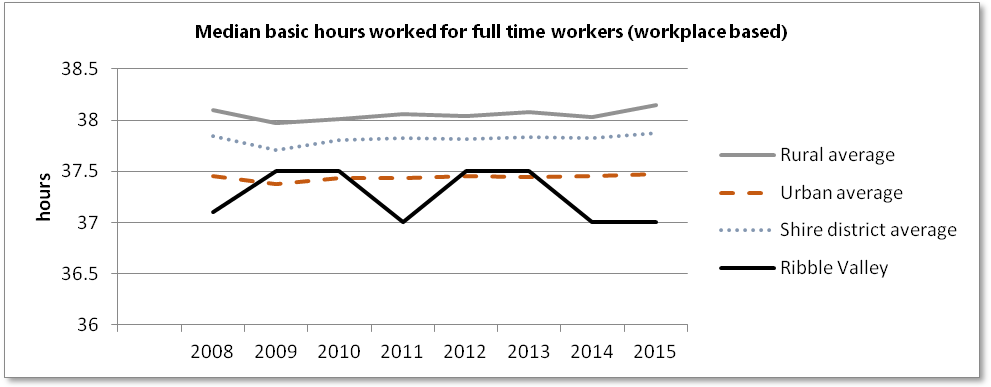 Median basic hours worked for full time workers (workplace based)
38.5
38
37.5
37
36.5
36
hours
2008 2009 2010 2011 2012 2013 2014 2015
Rural average
Urban average
Shire district average
Ribble Valley